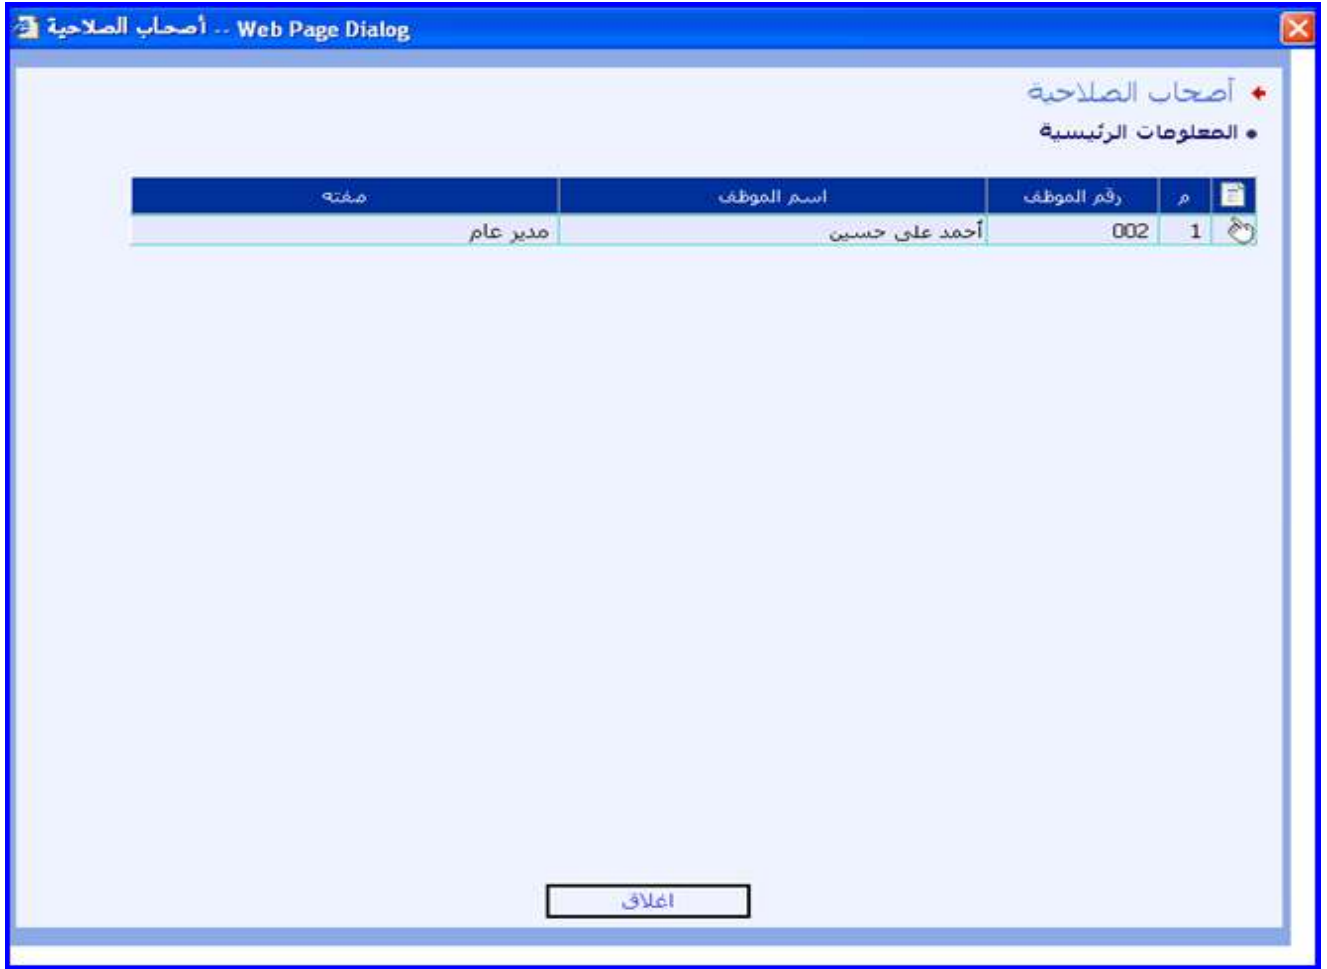 أصحاب الصلاحية .. Web Page Dialog
أصحاب الصلاحية
المعلومات الرئيسية
م رقم الموظف اسم الموظف صفته
1 002 أحمد على حسين مدير عام
اغلاق